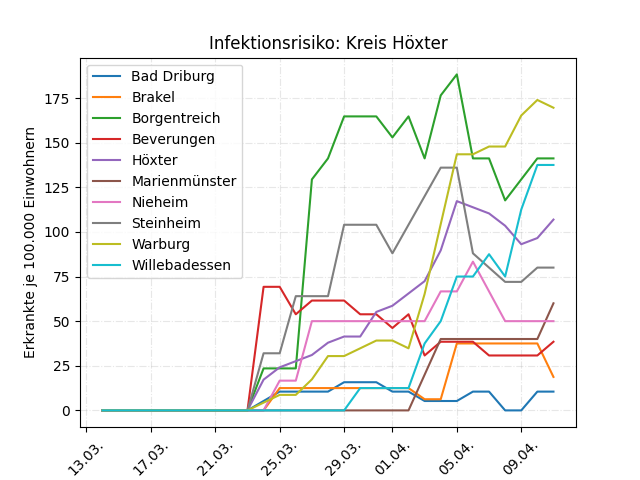 Infektionsrisiko: Kreis Höxter
Erkrankte je 100.000 Einwohnern
175
150
125
100
75
50
25
0
Bad Driburg
Brakel
Borgentreich
Beverungen
Höxter
Marienmünster
Nieheim
Steinheim
Warburg
Willebadessen
13.03.
17.03.
21.03.
25.03.
29.03.
01.04.
05.04.
09.04.